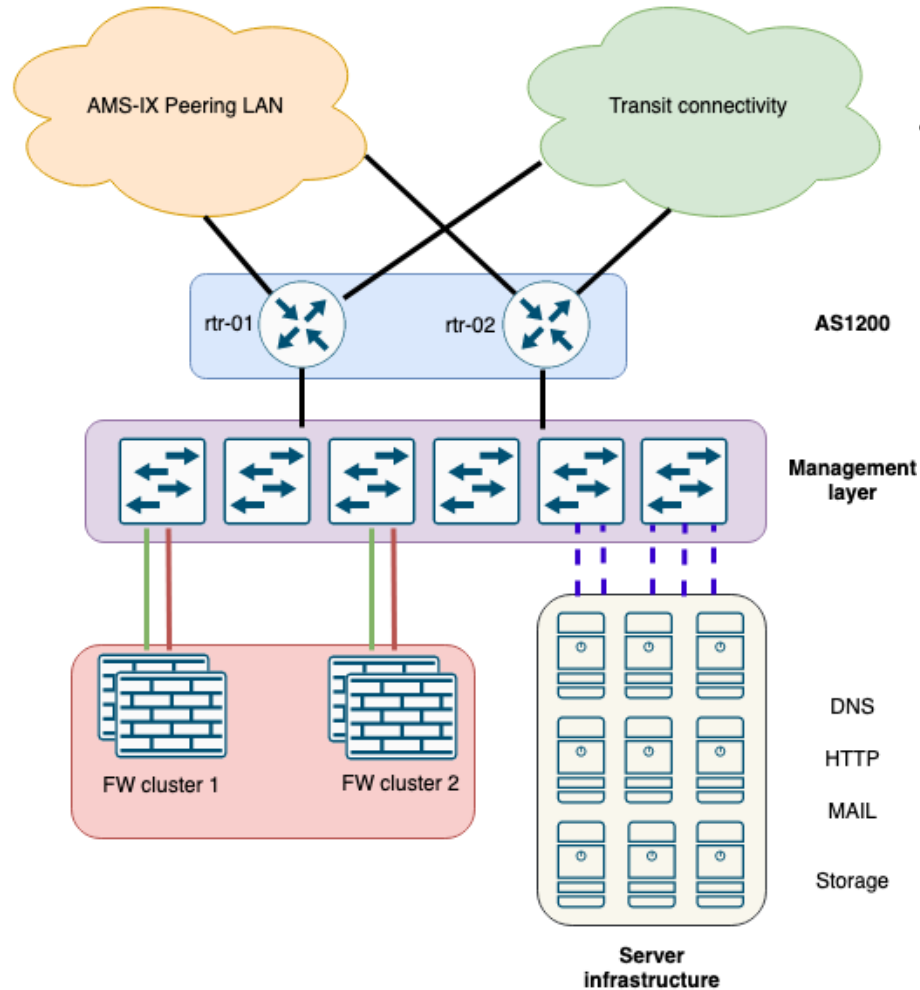 AMS-IX Peering LAN
Transit connectivity
rtr-01
rtr-02
AS1200
Management
layer
FW cluster 1
FW cluster 2
DNS
HTTP
MAIL
Storage
Server
infrastructure